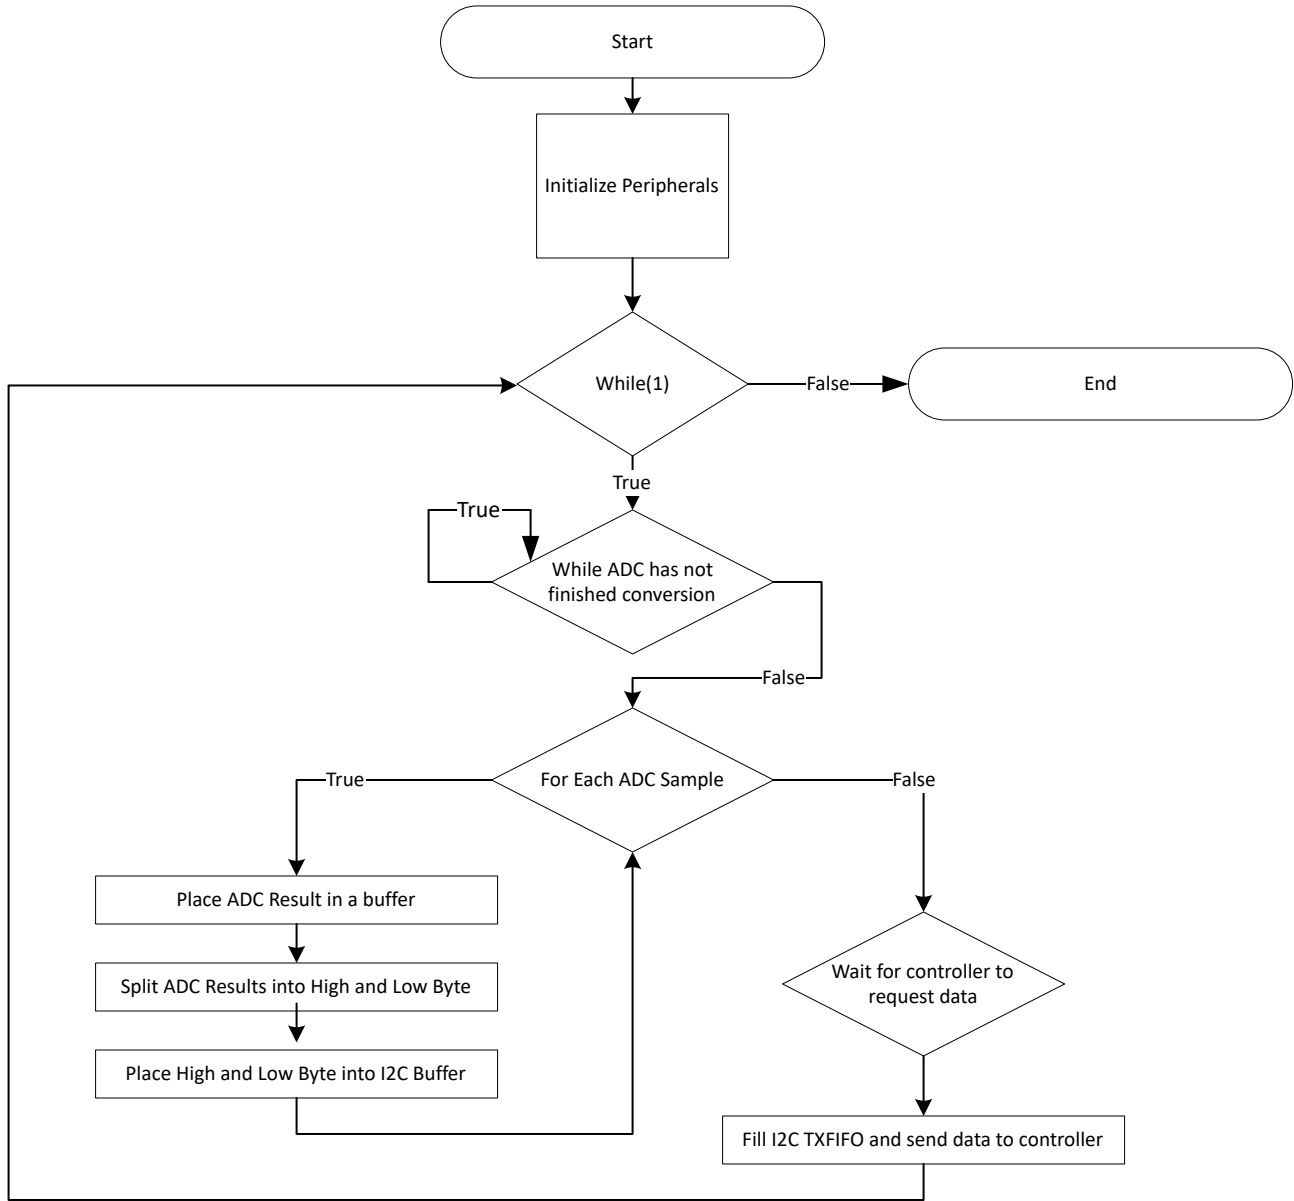 Start
Initialize Peripherals
While(1)
False
End
True
True
While ADC has not
finished conversion
False
For Each ADC Sample
True
False
Place ADC Result in a buffer
Split ADC Results into High and Low Byte
Place High and Low Byte into I2C Buffer
Wait for controller to
request data
Fill I2C TXFIFO and send data to controller